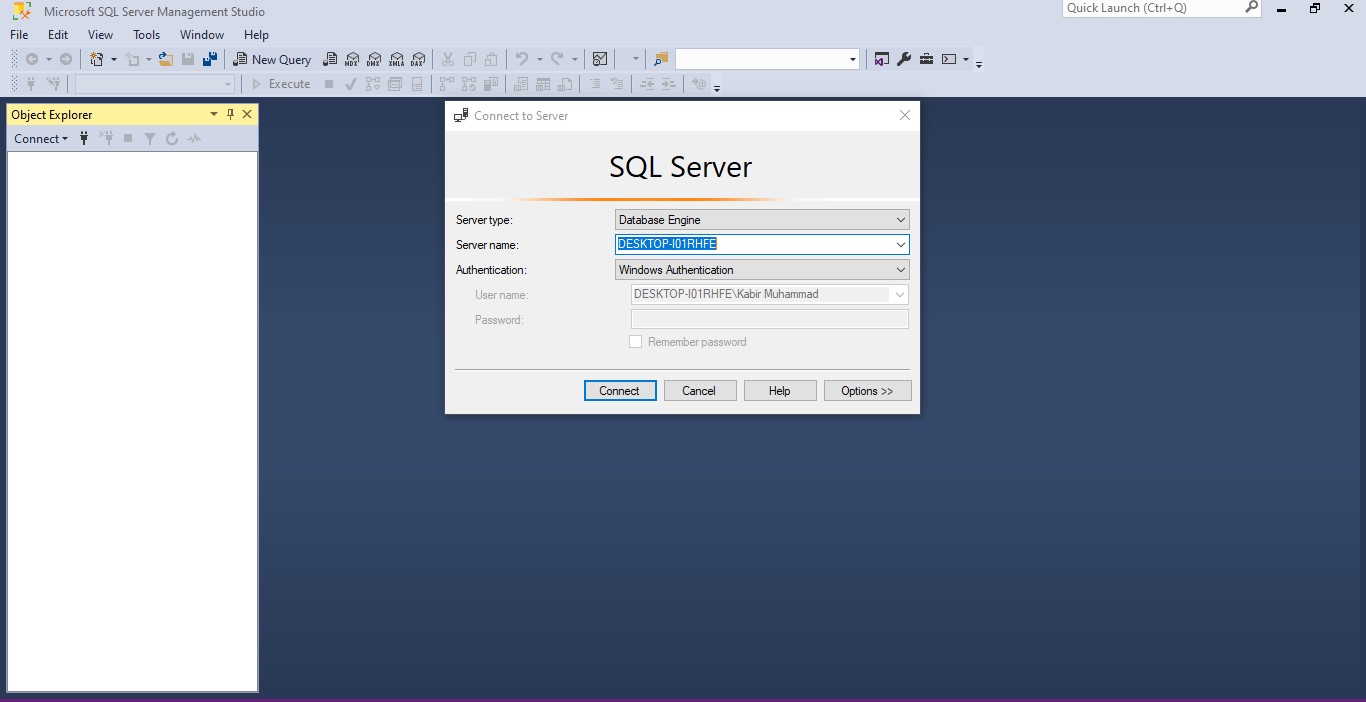 Microsoft SQL Server Management Studio
Quick Launch (Ctrl+Q)
File Edit View Tools Window Help
New Query MDX DMX XMLA DAX
Execute
Object Explorer
Connect
Connect to Server
SQL Server
Server type: Database Engine
Server name: DESKTOP-I01RHFE
Authentication: Windows Authentication
User name: DESKTOP-I01RHFE\Kabir Muhammad
Password:
Remember password
Connect Cancel Help Options >>